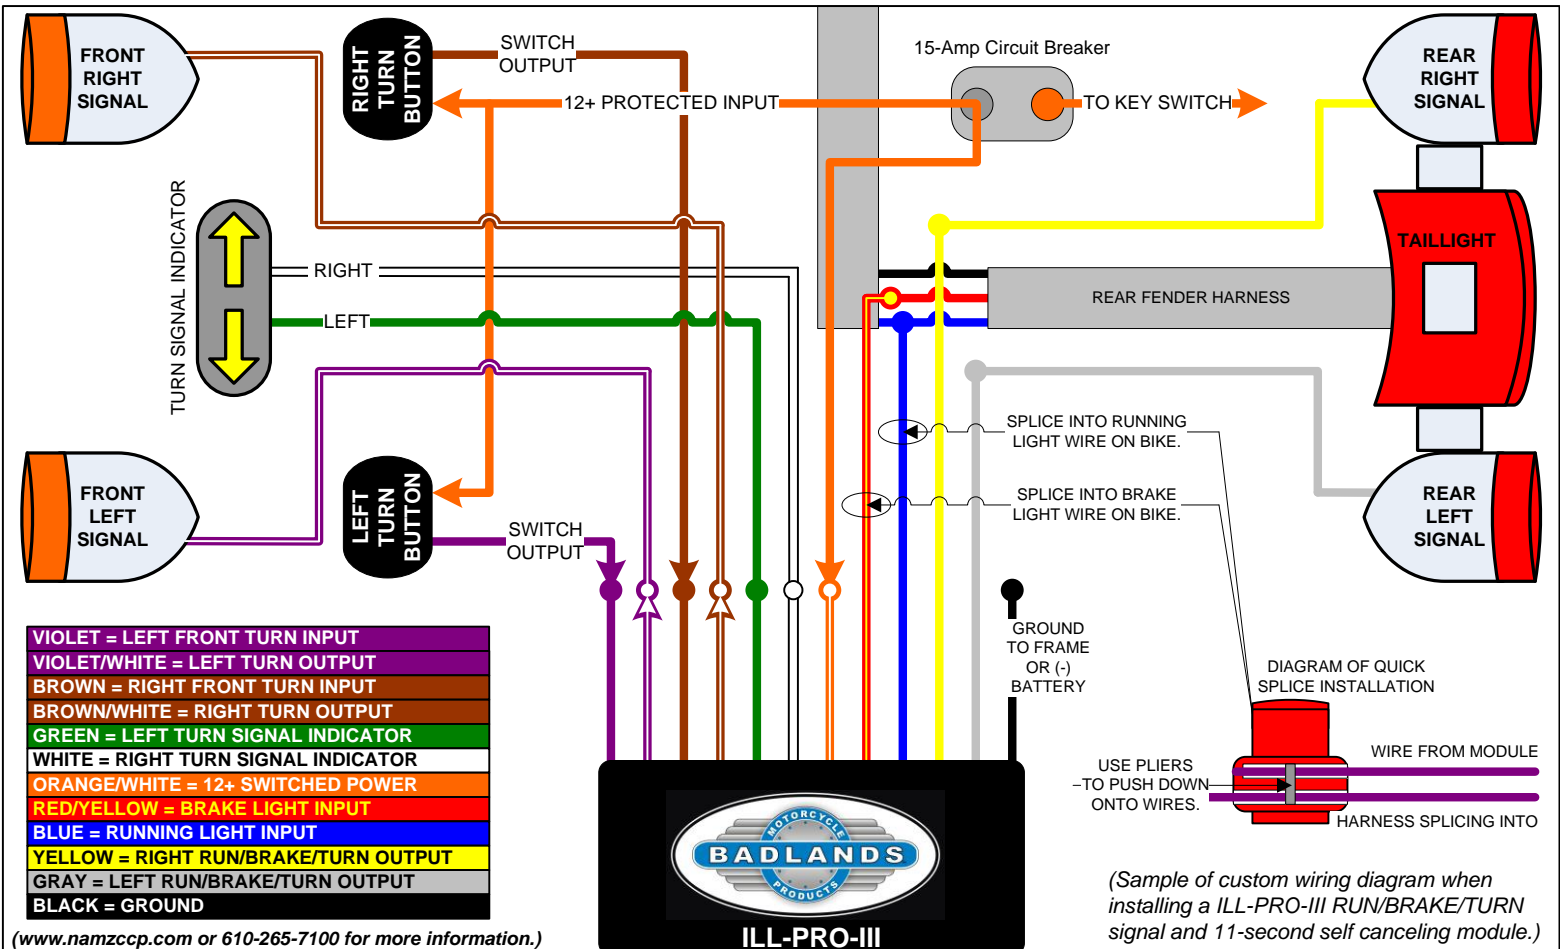 FRONT
RIGHT
SIGNAL
RIGHT
TURN
BUTTON
SWITCH
OUTPUT
12+ PROTECTED INPUT
15-Amp Circuit Breaker
TO KEY SWITCH
REAR
RIGHT
SIGNAL
TURN SIGNAL INDICATOR
RIGHT
LEFT
REAR FENDER HARNESS
TAILLIGHT
FRONT
LEFT
SIGNAL
LEFT
TURN
BUTTON
SWITCH
OUTPUT
SPLICE INTO RUNNING
LIGHT WIRE ON BIKE.
SPLICE INTO BRAKE
LIGHT WIRE ON BIKE.
REAR
LEFT
SIGNAL
VIOLET = LEFT FRONT TURN INPUT
VIOLET/WHITE = LEFT TURN OUTPUT
BROWN = RIGHT FRONT TURN INPUT
BROWN/WHITE = RIGHT TURN OUTPUT
GREEN = LEFT TURN SIGNAL INDICATOR
WHITE = RIGHT TURN SIGNAL INDICATOR
ORANGE/WHITE = 12+ SWITCHED POWER
RED/YELLOW = BRAKE LIGHT INPUT
BLUE = RUNNING LIGHT INPUT
YELLOW = RIGHT RUN/BRAKE/TURN OUTPUT
GRAY = LEFT RUN/BRAKE/TURN OUTPUT
BLACK = GROUND
(www.namzccp.com or 610-265-7100 for more information.)
GROUND
TO FRAME
OR (-)
BATTERY
MOTORCYCLE
BADLANDS
PRODUCTS
ILL-PRO-III
DIAGRAM OF QUICK
SPLICE INSTALLATION
WIRE FROM MODULE
USE PLIERS
TO PUSH DOWN
ONTO WIRES.
HARNESS SPLICING INTO
(Sample of custom wiring diagram when
installing a ILL-PRO-III RUN/BRAKE/TURN
signal and 11-second self canceling module.)